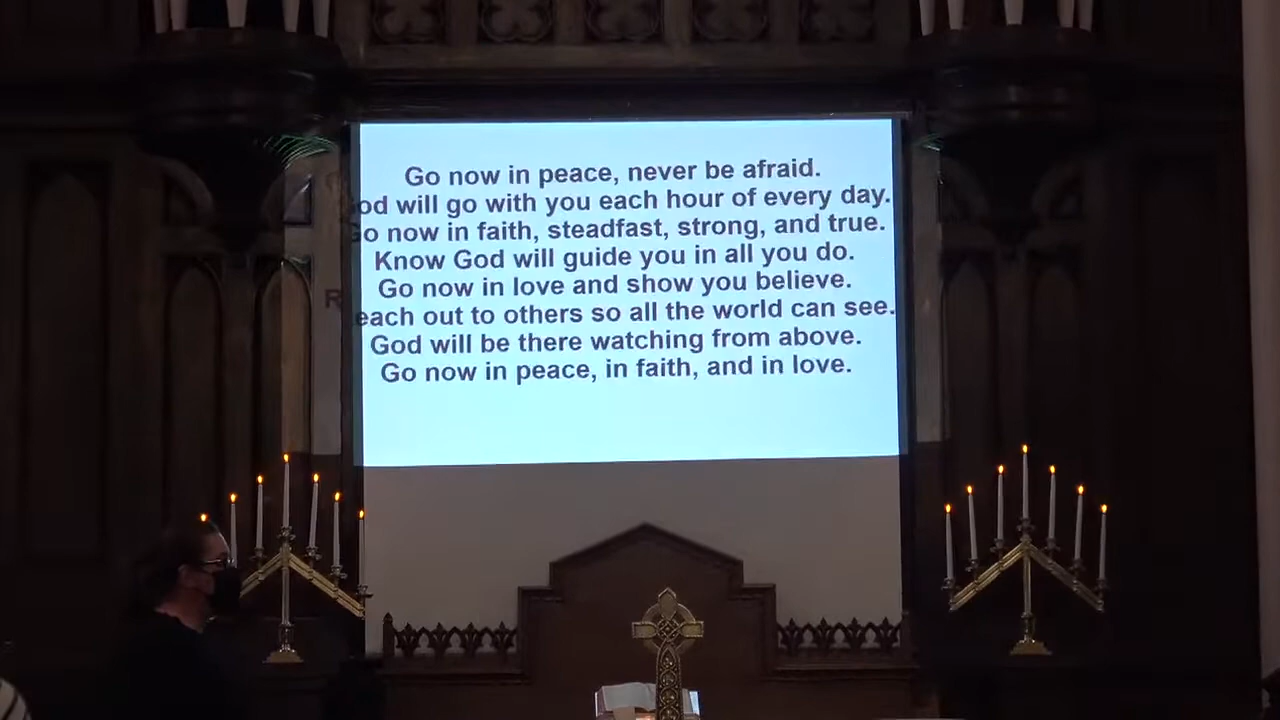 Go now in peace, never be afraid.
od will go with you each hour of every day.
Go now in faith, steadfast, strong, and true.
Know God will guide you in all you do.
Go now in love and show you believe.
Reach out to others so all the world can see.
God will be there watching from above.
Go now in peace, in faith, and in love.